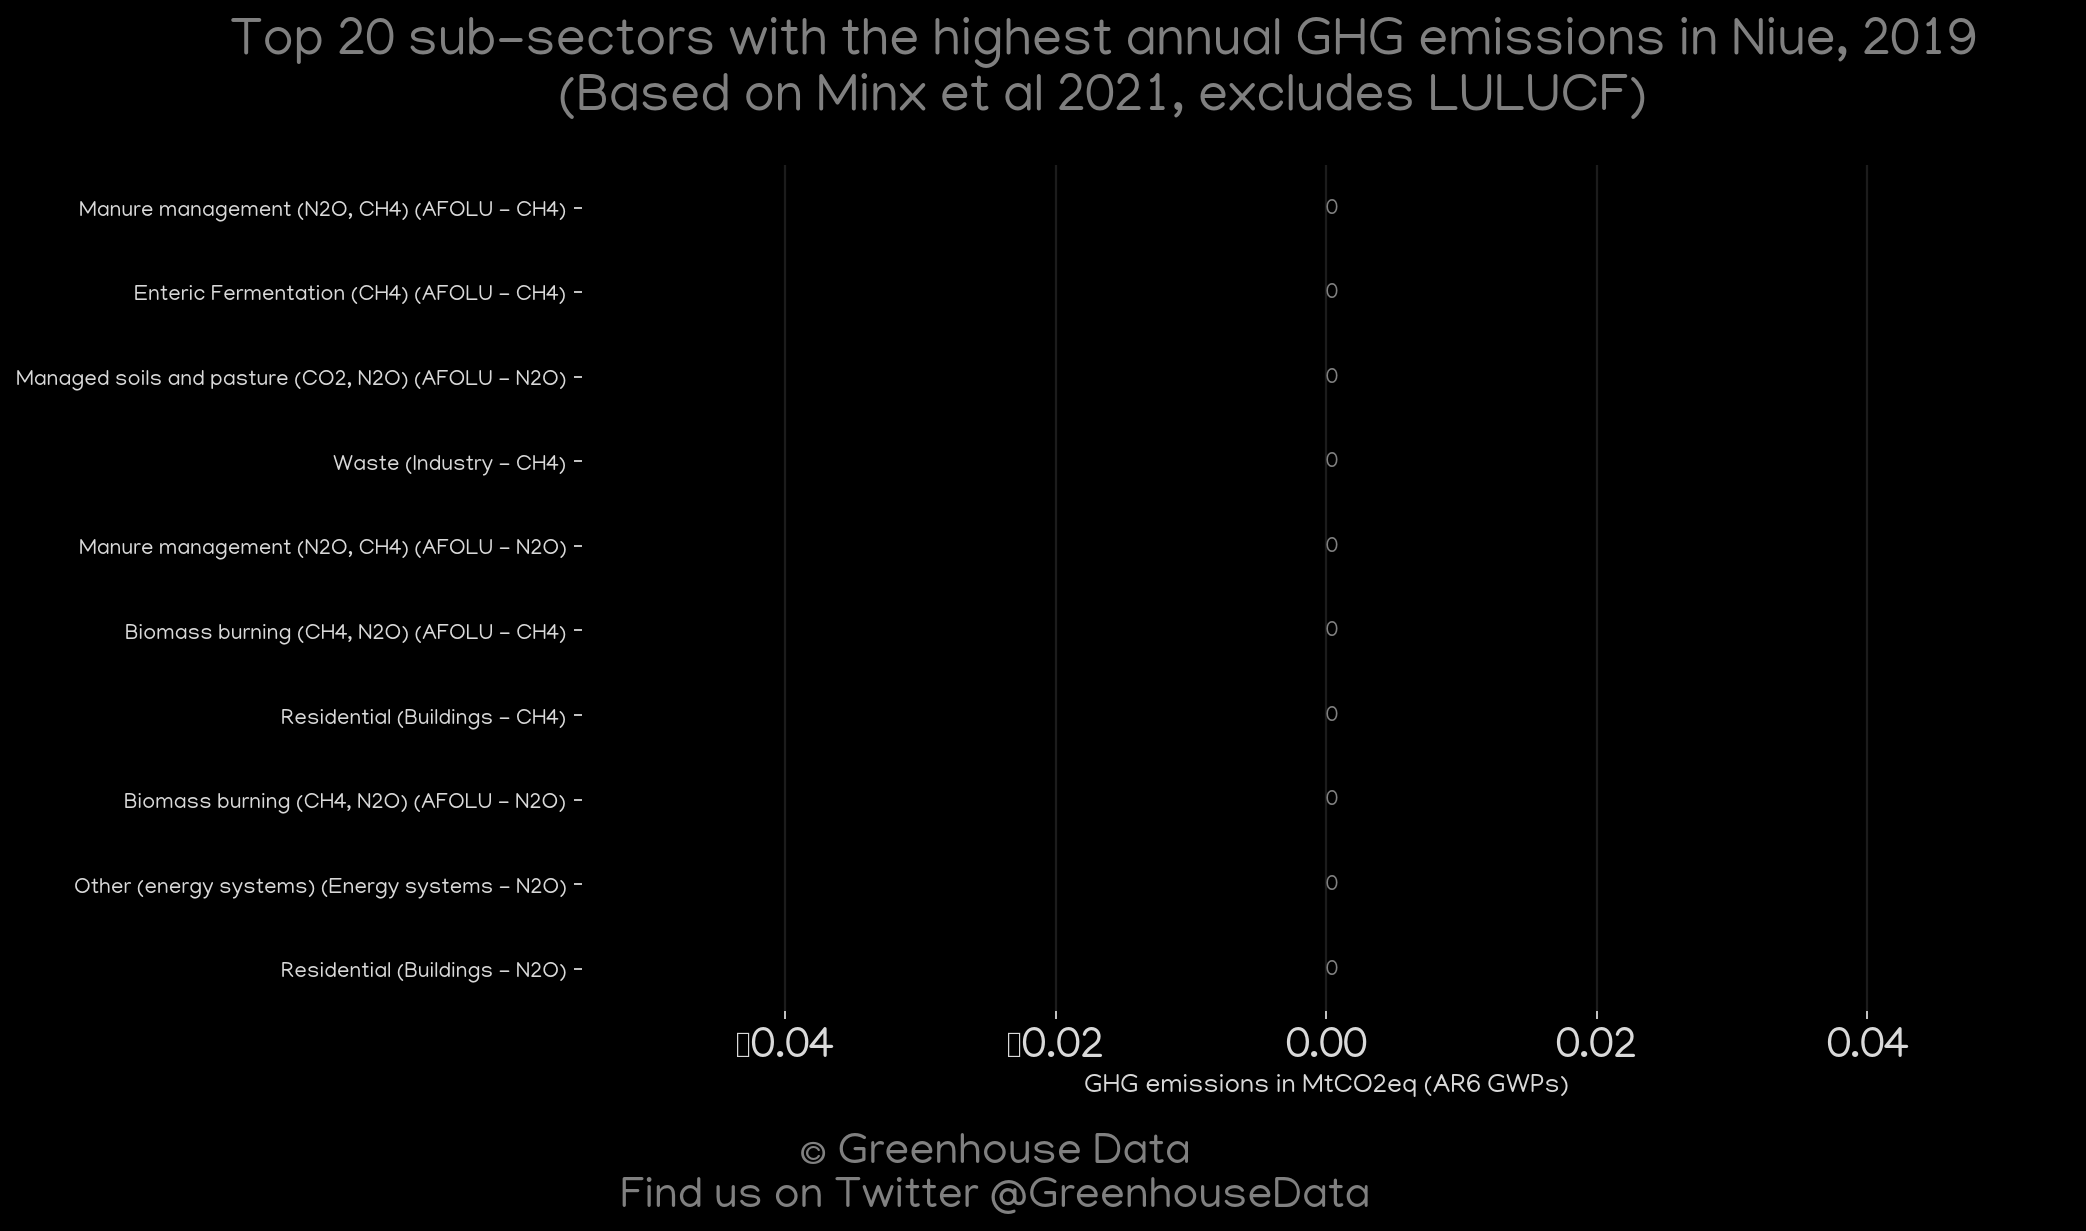 Top 20 sub-sectors with the highest annual GHG emissions in Niue, 2019
(Based on Minx et al 2021, excludes LULUCF)
Manure management (N2O, CH4) (AFOLU - CH4) 0
Enteric Fermentation (CH4) (AFOLU - CH4) 0
Managed soils and pasture (CO2, N2O) (AFOLU - N2O) 0
Waste (Industry - CH4) 0
Manure management (N2O, CH4) (AFOLU - N2O) 0
Biomass burning (CH4, N2O) (AFOLU - CH4) 0
Residential (Buildings - CH4) 0
Biomass burning (CH4, N2O) (AFOLU - N2O) 0
Other (energy systems) (Energy systems - N2O) 0
Residential (Buildings - N2O) 0
▯0.04 ▯0.02 0.00 0.02 0.04
GHG emissions in MtCO2eq (AR6 GWPs)
© Greenhouse Data
Find us on Twitter @GreenhouseData